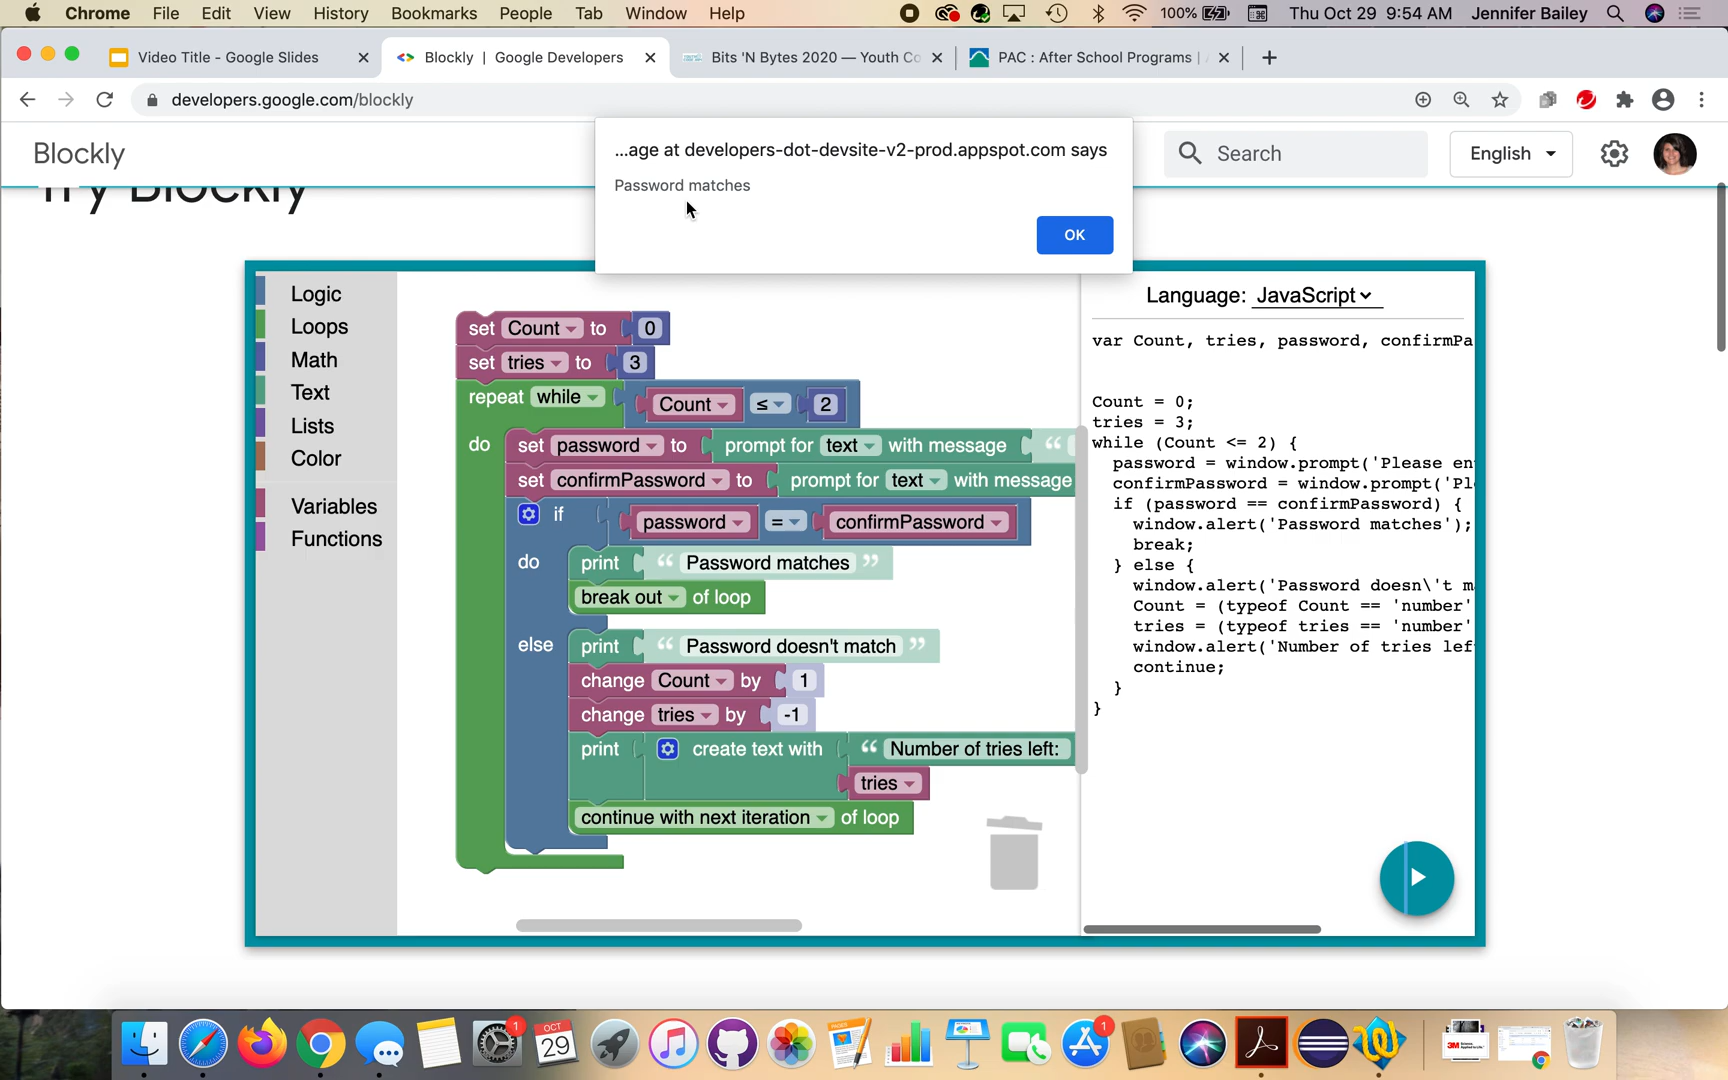 Chrome File Edit View History Bookmarks People Tab Window Help 100% Thu Oct 29 9:54 AM Jennifer Bailey
Video Title - Google Slides Blockly | Google Developers Bits 'N Bytes 2020 — Youth Co PAC : After School Programs |
developers.google.com/blockly
Blockly Search English
...age at developers-dot-devsite-v2-prod.appspot.com says
Password matches
OK
Try Blockly
Logic
Loops
Math
Text
Lists
Color
Variables
Functions
set Count to 0
set tries to 3
repeat while Count ≤ 2
do set password to prompt for text with message “
set confirmPassword to prompt for text with message
if password = confirmPassword
do print “ Password matches ”
break out of loop
else print “ Password doesn't match ”
change Count by 1
change tries by -1
print create text with “ Number of tries left:
tries
continue with next iteration of loop
Language: JavaScript
var Count, tries, password, confirmPa
Count = 0;
tries = 3;
while (Count <= 2) {
password = window.prompt('Please en
confirmPassword = window.prompt('Pl
if (password == confirmPassword) {
window.alert('Password matches');
break;
} else {
window.alert('Password doesn\'t m
Count = (typeof Count == 'number'
tries = (typeof tries == 'number'
window.alert('Number of tries lef
continue;
}
}
1
OCT
29
PAGES
1
3M